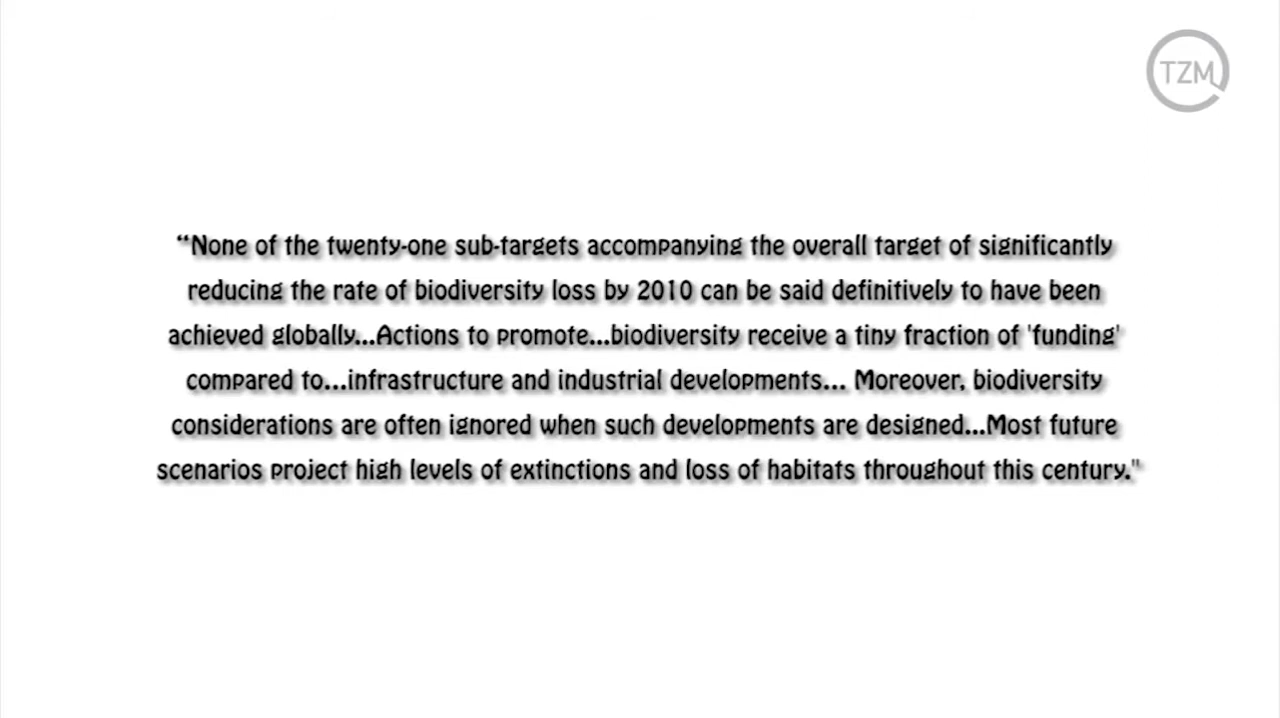 TZM
“None of the twenty-one sub-targets accompanying the overall target of significantly
reducing the rate of biodiversity loss by 2010 can be said definitively to have been
achieved globally...Actions to promote...biodiversity receive a tiny fraction of 'funding'
compared to...infrastructure and industrial developments... Moreover, biodiversity
considerations are often ignored when such developments are designed...Most future
scenarios project high levels of extinctions and loss of habitats throughout this century."